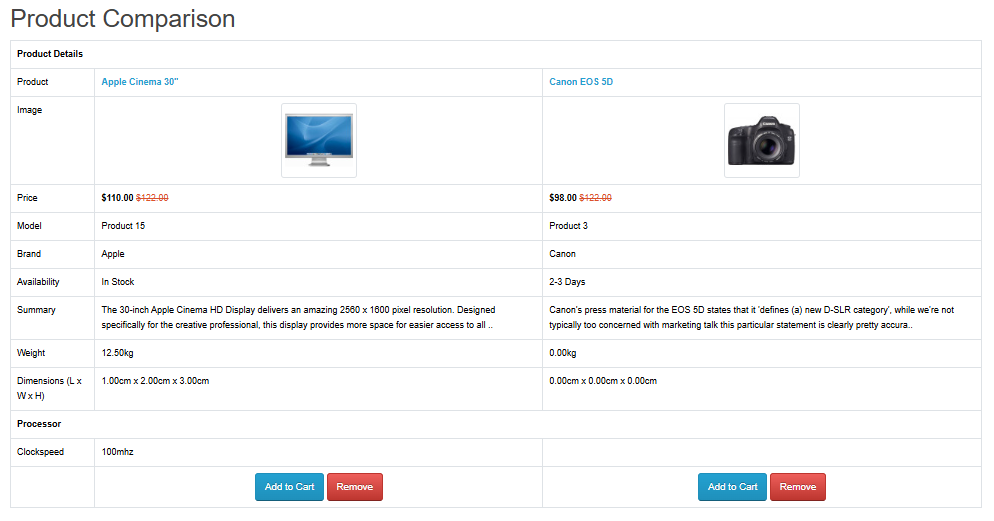 Product Comparison
Product Details
Product Apple Cinema 30" Canon EOS 5D
Image
Price $110.00 $122.00 $98.00 $122.00
Model Product 15 Product 3
Brand Apple Canon
Availability In Stock 2-3 Days
Summary The 30-inch Apple Cinema HD Display delivers an amazing 2560 x 1600 pixel resolution. Designed
specifically for the creative professional, this display provides more space for easier access to all ..
Canon's press material for the EOS 5D states that it 'defines (a) new D-SLR category', while we're not
typically too concerned with marketing talk this particular statement is clearly pretty accura..
Weight 12.50kg 0.00kg
Dimensions (L x
W x H)
1.00cm x 2.00cm x 3.00cm 0.00cm x 0.00cm x 0.00cm
Processor
Clockspeed 100mhz
Add to Cart Remove Add to Cart Remove